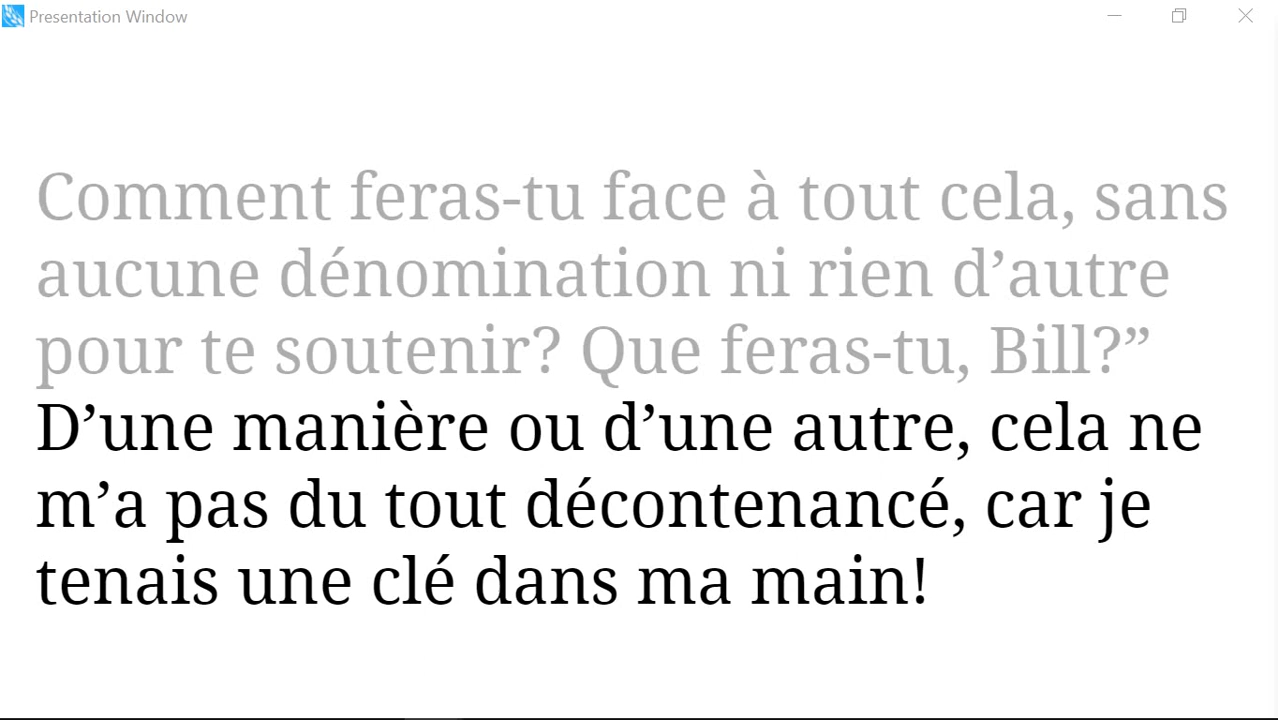 Presentation Window
Comment feras-tu face à tout cela, sans
aucune dénomination ni rien d’autre
pour te soutenir? Que feras-tu, Bill?”
D’une manière ou d’une autre, cela ne
m’a pas du tout décontenancé, car je
tenais une clé dans ma main!